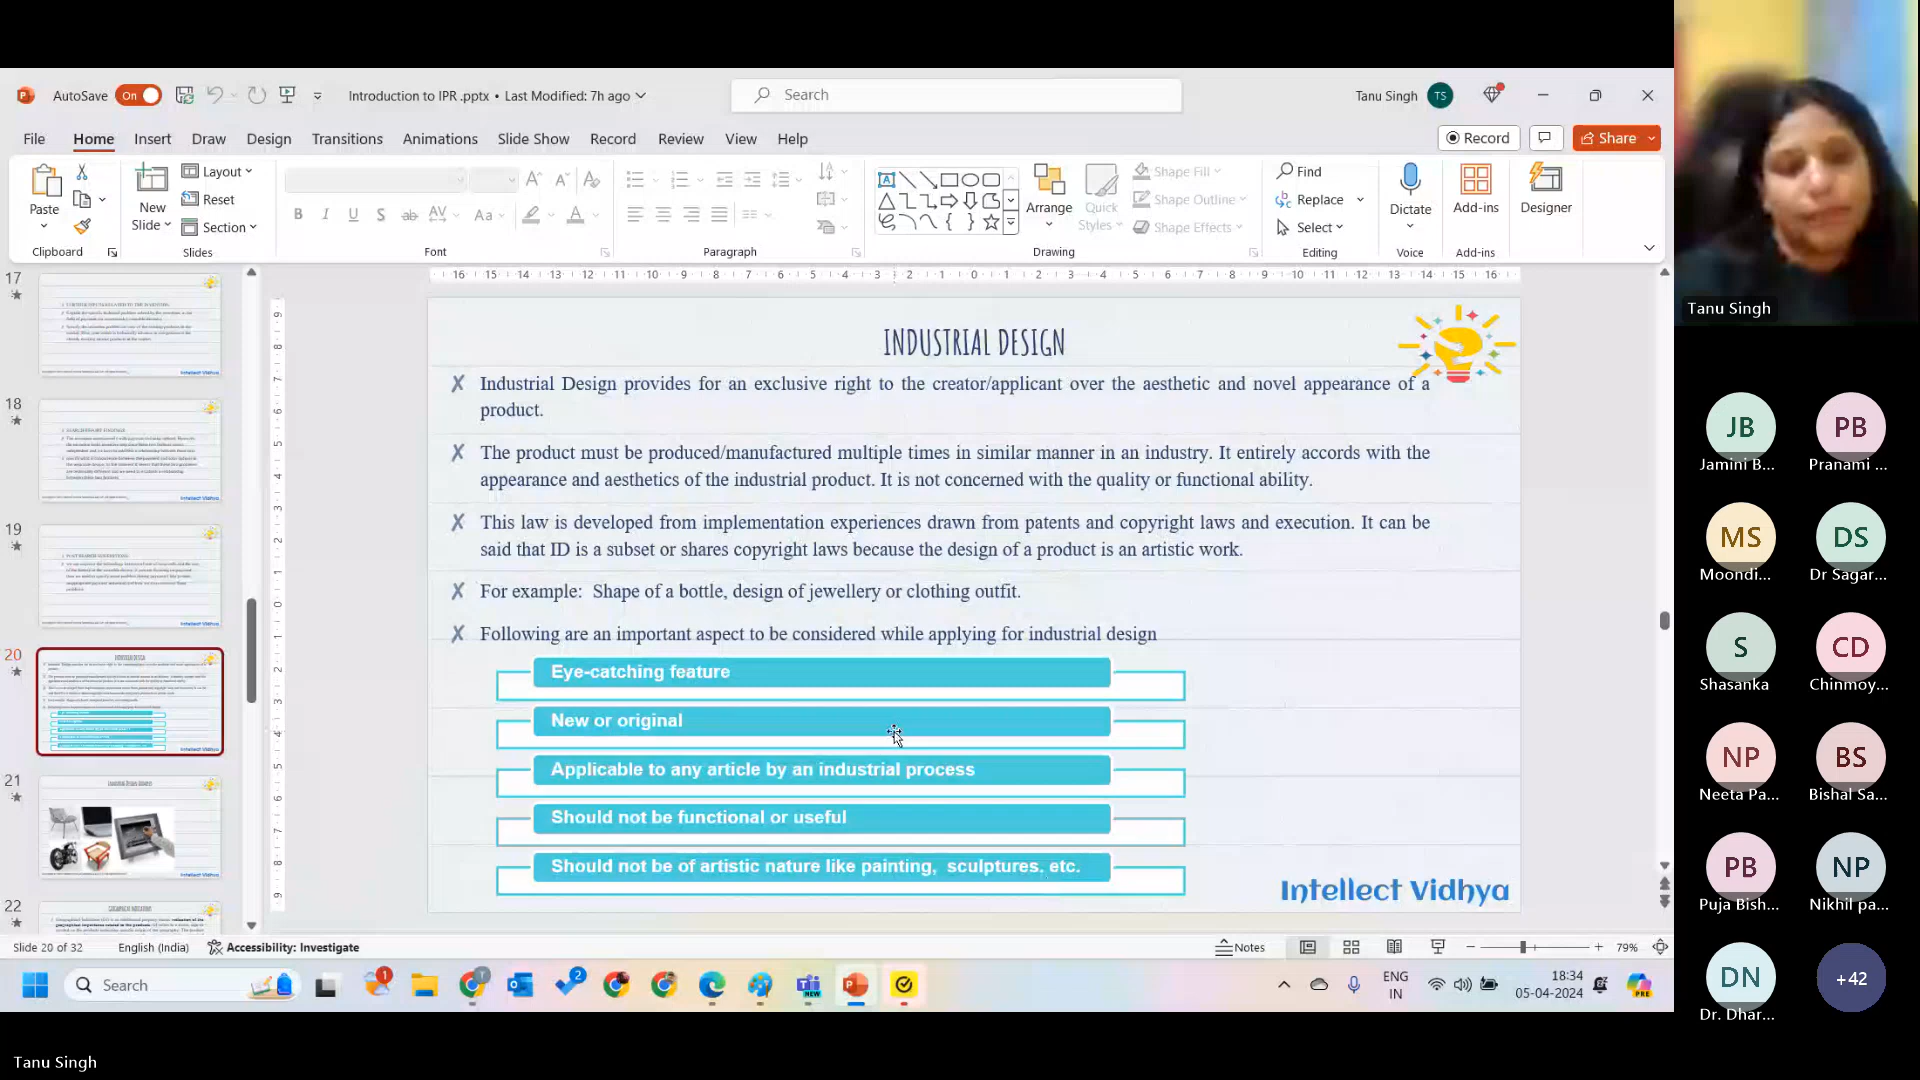 AutoSave On Introduction to IPR .pptx • Last Modified: 7h ago Search Tanu Singh TS
File Home Insert Draw Design Transitions Animations Slide Show Record Review View Help Record Share
Paste New Slide Layout Reset Section Arrange Quick Styles Shape Fill Shape Outline Shape Effects Find Replace Select Dictate Add-ins Designer
Clipboard Slides Font Paragraph Drawing Editing Voice Add-ins
17
18
19
20
21
22
INDUSTRIAL DESIGN
Industrial Design provides for an exclusive right to the creator/applicant over the aesthetic and novel appearance of a
product.
The product must be produced/manufactured multiple times in similar manner in an industry. It entirely accords with the
appearance and aesthetics of the industrial product. It is not concerned with the quality or functional ability.
This law is developed from implementation experiences drawn from patents and copyright laws and execution. It can be
said that ID is a subset or shares copyright laws because the design of a product is an artistic work.
For example: Shape of a bottle, design of jewellery or clothing outfit.
Following are an important aspect to be considered while applying for industrial design
Eye-catching feature
New or original
Applicable to any article by an industrial process
Should not be functional or useful
Should not be of artistic nature like painting, sculptures, etc.
Intellect Vidhya
Slide 20 of 32 English (India) Accessibility: Investigate Notes 79%
Search 1 2 NEW ENG IN 18:34 05-04-2024 PRE
Tanu Singh
Tanu Singh
JB PB
Jamini B... Pranami ...
MS DS
Moondi... Dr Sagar...
S CD
Shasanka Chinmoy...
NP BS
Neeta Pa... Bishal Sa...
PB NP
Puja Bish... Nikhil pa...
DN +42
Dr. Dhar...